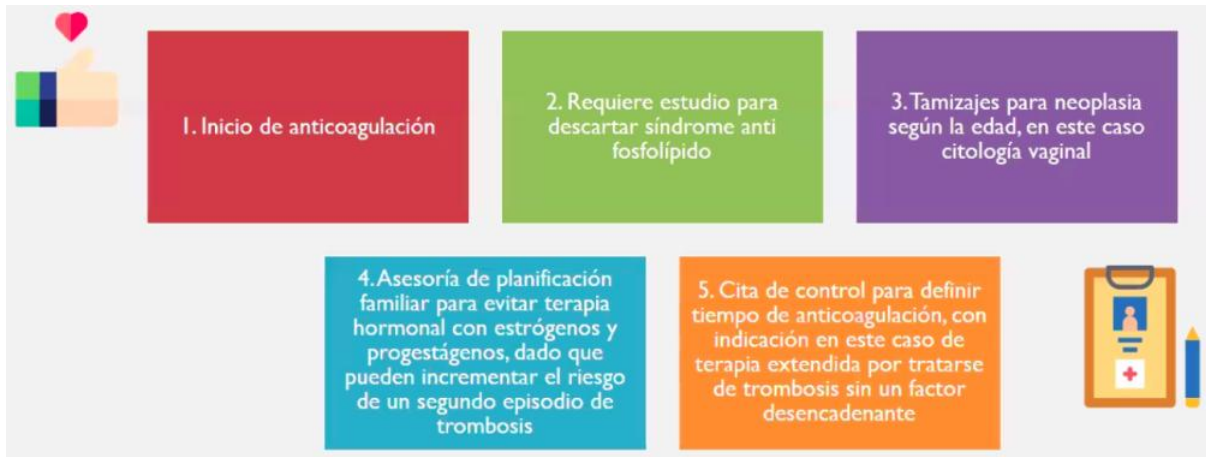 1. Inicio de anticoagulación
2. Requiere estudio para
descartar síndrome anti
fosfolípido
3. Tamizajes para neoplasia
según la edad, en este caso
citología vaginal
4. Asesoría de planificación
familiar para evitar terapia
hormonal con estrógenos y
progestágenos, dado que
pueden incrementar el riesgo
de un segundo episodio de
trombosis
5. Cita de control para definir
tiempo de anticoagulación, con
indicación en este caso de
terapia extendida por tratarse
de trombosis sin un factor
desencadenante